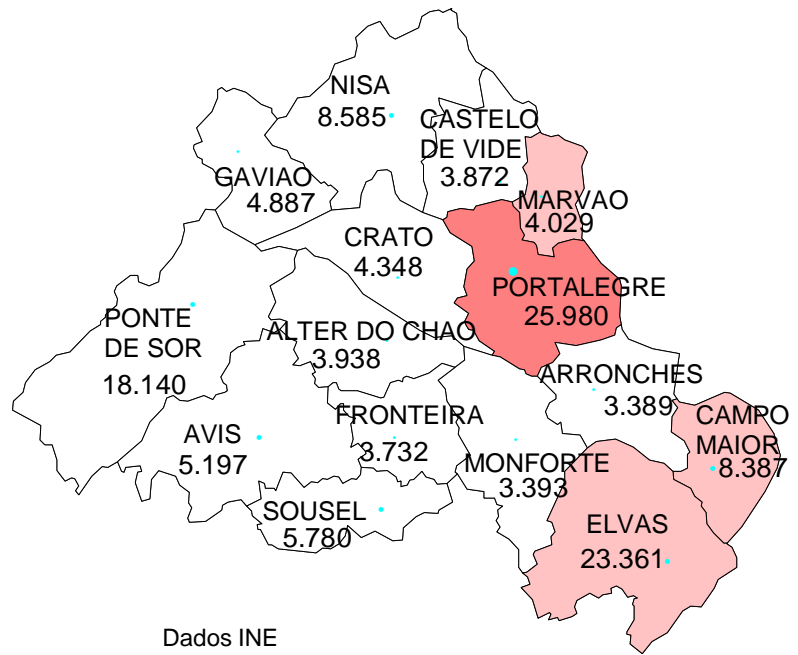 NISA
8.585
CASTELO
DE VIDE
3.872
GAVIAO
4.887
MARVAO
4.029
CRATO
4.348
PORTALEGRE
25.980
PONTE
DE SOR
18.140
ALTER DO CHAO
3.938
ARRONCHES
3.389
CAMPO
MAIOR
8.387
FRONTEIRA
3.732
AVIS
5.197
MONFORTE
3.393
SOUSEL
5.780
ELVAS
23.361
Dados INE